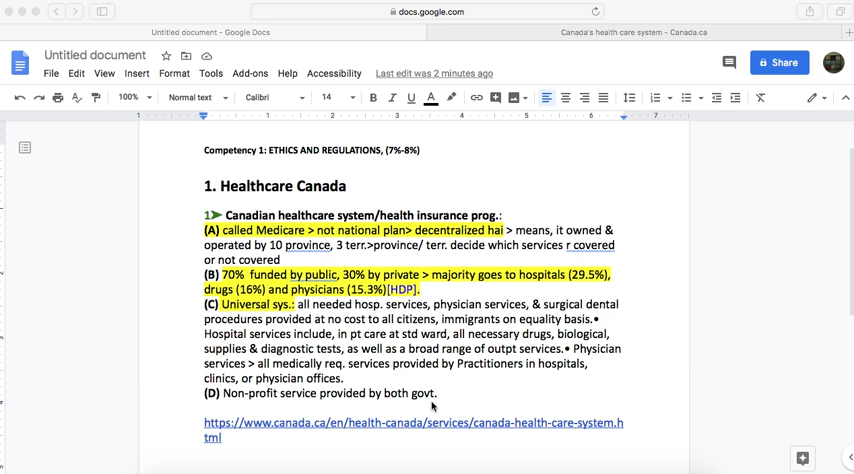 docs.google.com
Untitled document - Google Docs
Canada's health care system - Canada.ca
Untitled document
File Edit View Insert Format Tools Add-ons Help Accessibility Last edit was 2 minutes ago
Share
100% Normal text Calibri 14 B I U A
1 1 2 3 4 5 6 7
Competency 1: ETHICS AND REGULATIONS, (7%-8%)
1. Healthcare Canada
1➤ Canadian healthcare system/health insurance prog.:
(A) called Medicare > not national plan> decentralized hai > means, it owned &
operated by 10 province, 3 terr.>province/ terr. decide which services r covered
or not covered
(B) 70% funded by public, 30% by private > majority goes to hospitals (29.5%),
drugs (16%) and physicians (15.3%)[HDP].
(C) Universal sys.: all needed hosp. services, physician services, & surgical dental
procedures provided at no cost to all citizens, immigrants on equality basis.•
Hospital services include, in pt care at std ward, all necessary drugs, biological,
supplies & diagnostic tests, as well as a broad range of outpt services.• Physician
services > all medically req. services provided by Practitioners in hospitals,
clinics, or physician offices.
(D) Non-profit service provided by both govt.
https://www.canada.ca/en/health-canada/services/canada-health-care-system.h
tml